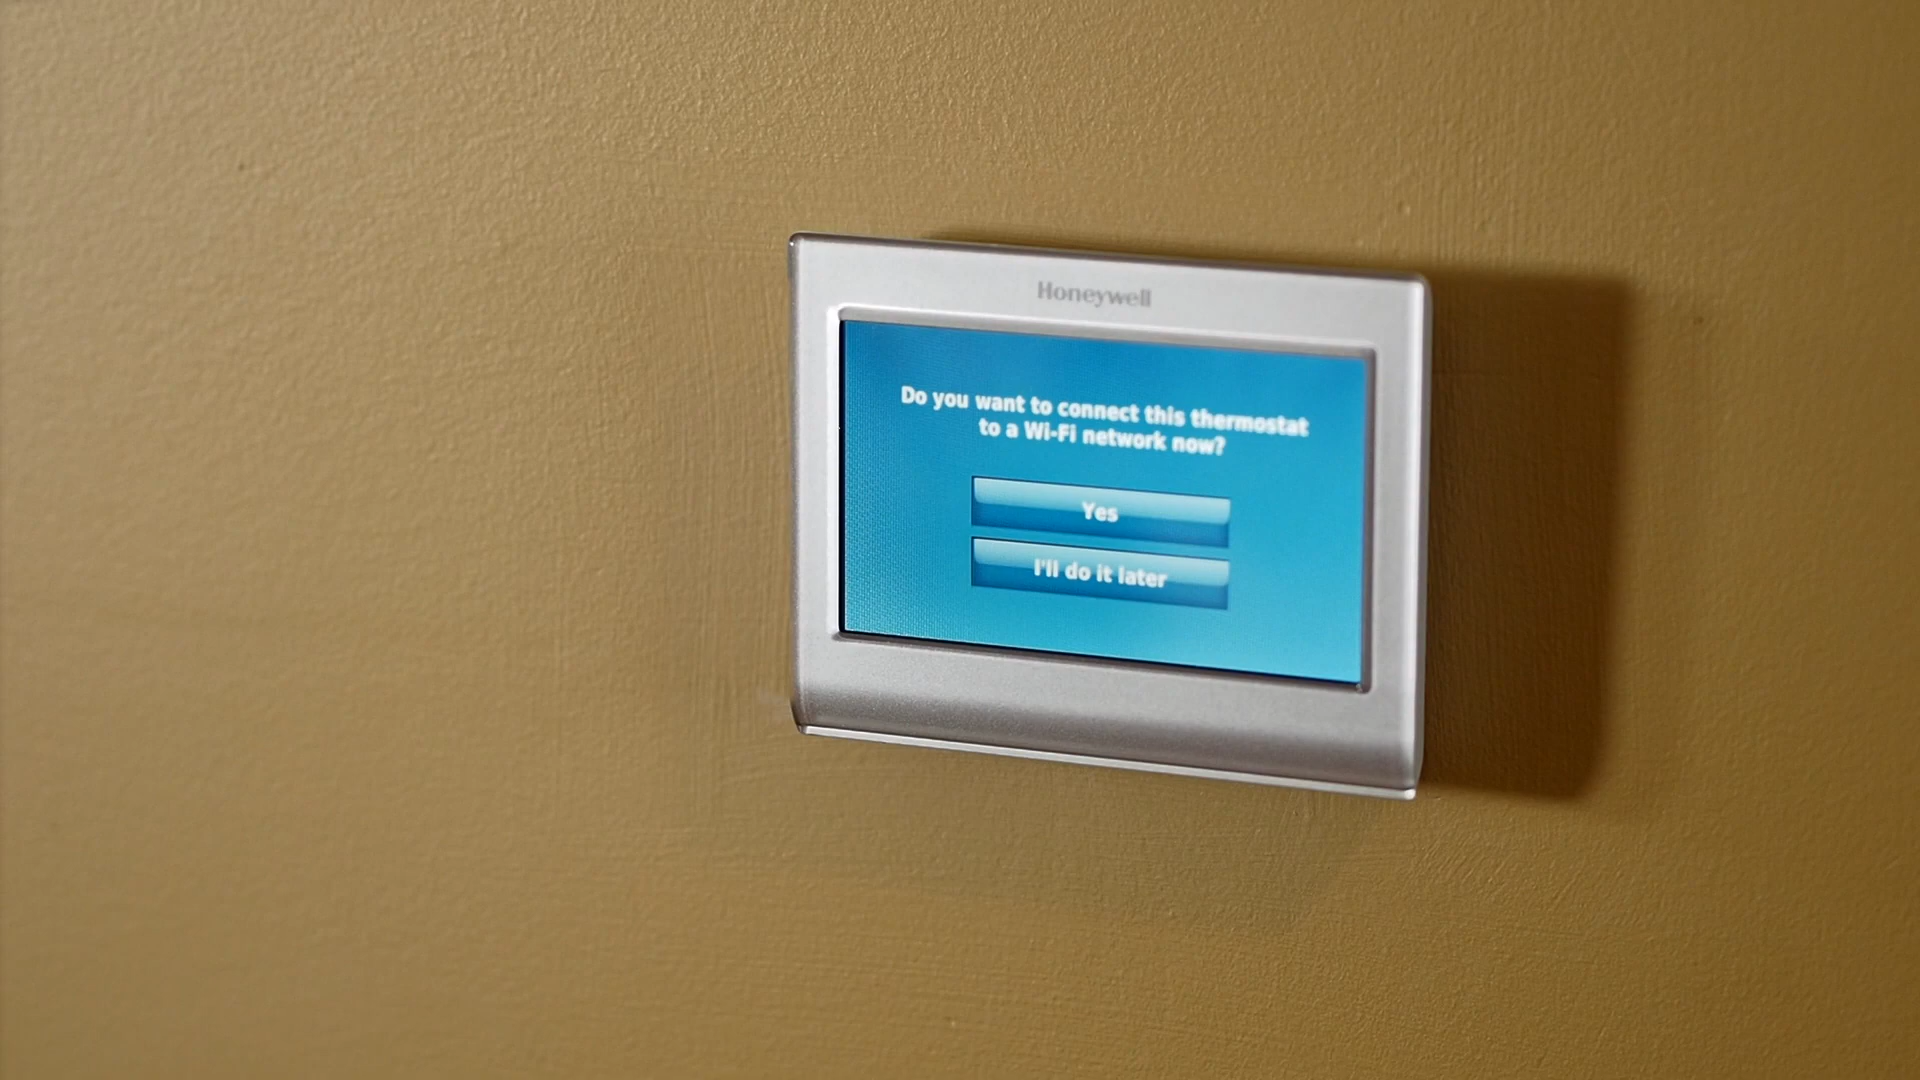 Honeywell
Do you want to connect this thermostat
to a Wi-Fi network now?
Yes
I'll do it later